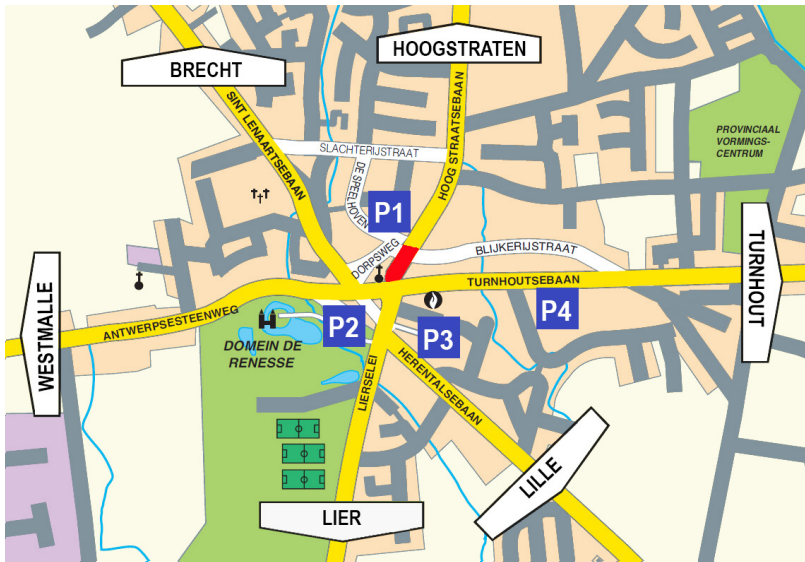 HOOGSTRATEN
BRECHT
SINT LENAARTSEBAAN
HOOG STRAATSEBAAN
SLACHTERIJSTRAAT
DE SPEELHOVEN
PROVINCIAAL
VORMINGS-
CENTRUM
P1
DORPSWEG
BLIJKERIJSTRAAT
TURNHOUT
TURNHOUTSEBAAN
WESTMALLE
ANTWERPSESTEENWEG
P2
P3
P4
DOMEIN DE
RENESSE
LIERSELEI
HERENTALSEBAAN
LILLE
LIER